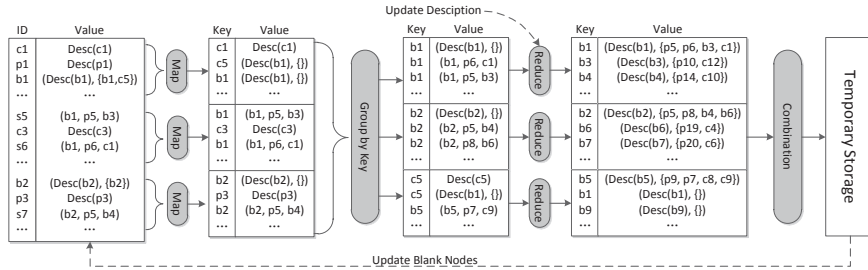 Update Desciption
ID Value
c1 Desc(c1)
p1 Desc(p1)
b1 (Desc(b1), {b1,c5})
... ...
s5 (b1, p5, b3)
c3 Desc(c3)
s6 (b1, p6, c1)
... ...
b2 (Desc(b2), {b2})
p3 Desc(p3)
s7 (b2, p5, b4)
... ...
Map
Map
Map
Key Value
c1 Desc(c1)
c5 (Desc(b1), {})
b1 (Desc(b1), {})
... ...
b1 (b1, p5, b3)
c3 Desc(c3)
b1 (b1, p6, c1)
... ...
b2 (Desc(b2), {})
p3 Desc(p3)
b2 (b2, p5, b4)
... ...
Group by Key
Key Value
b1 (Desc(b1), {})
b1 (b1, p6, c1)
b1 (b1, p5, b3)
... ...
b2 (Desc(b2), {})
b2 (b2, p5, b4)
b2 (b2, p8, b6)
... ...
c5 Desc(c5)
c5 (Desc(b1), {})
b5 (b5, p7, c9)
... ...
Reduce
Reduce
Reduce
Key Value
b1 (Desc(b1), {p5, p6, b3, c1})
b3 (Desc(b3), {p10, c12})
b4 (Desc(b4), {p14, c10})
... ...
b2 (Desc(b2), {p5, p8, b4, b6})
b6 (Desc(b6), {p19, c4})
b7 (Desc(b7), {p20, c6})
... ...
b5 (Desc(b5), {p9, p7, c8, c9})
b1 (Desc(b1), {})
b9 (Desc(b9), {})
... ...
Combination
Temporary Storage
Update Blank Nodes